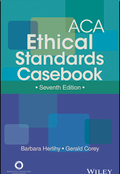 ACA
Ethical
Standards
Casebook
• Seventh Edition •
Barbara Herlihy • Gerald Corey
WILEY